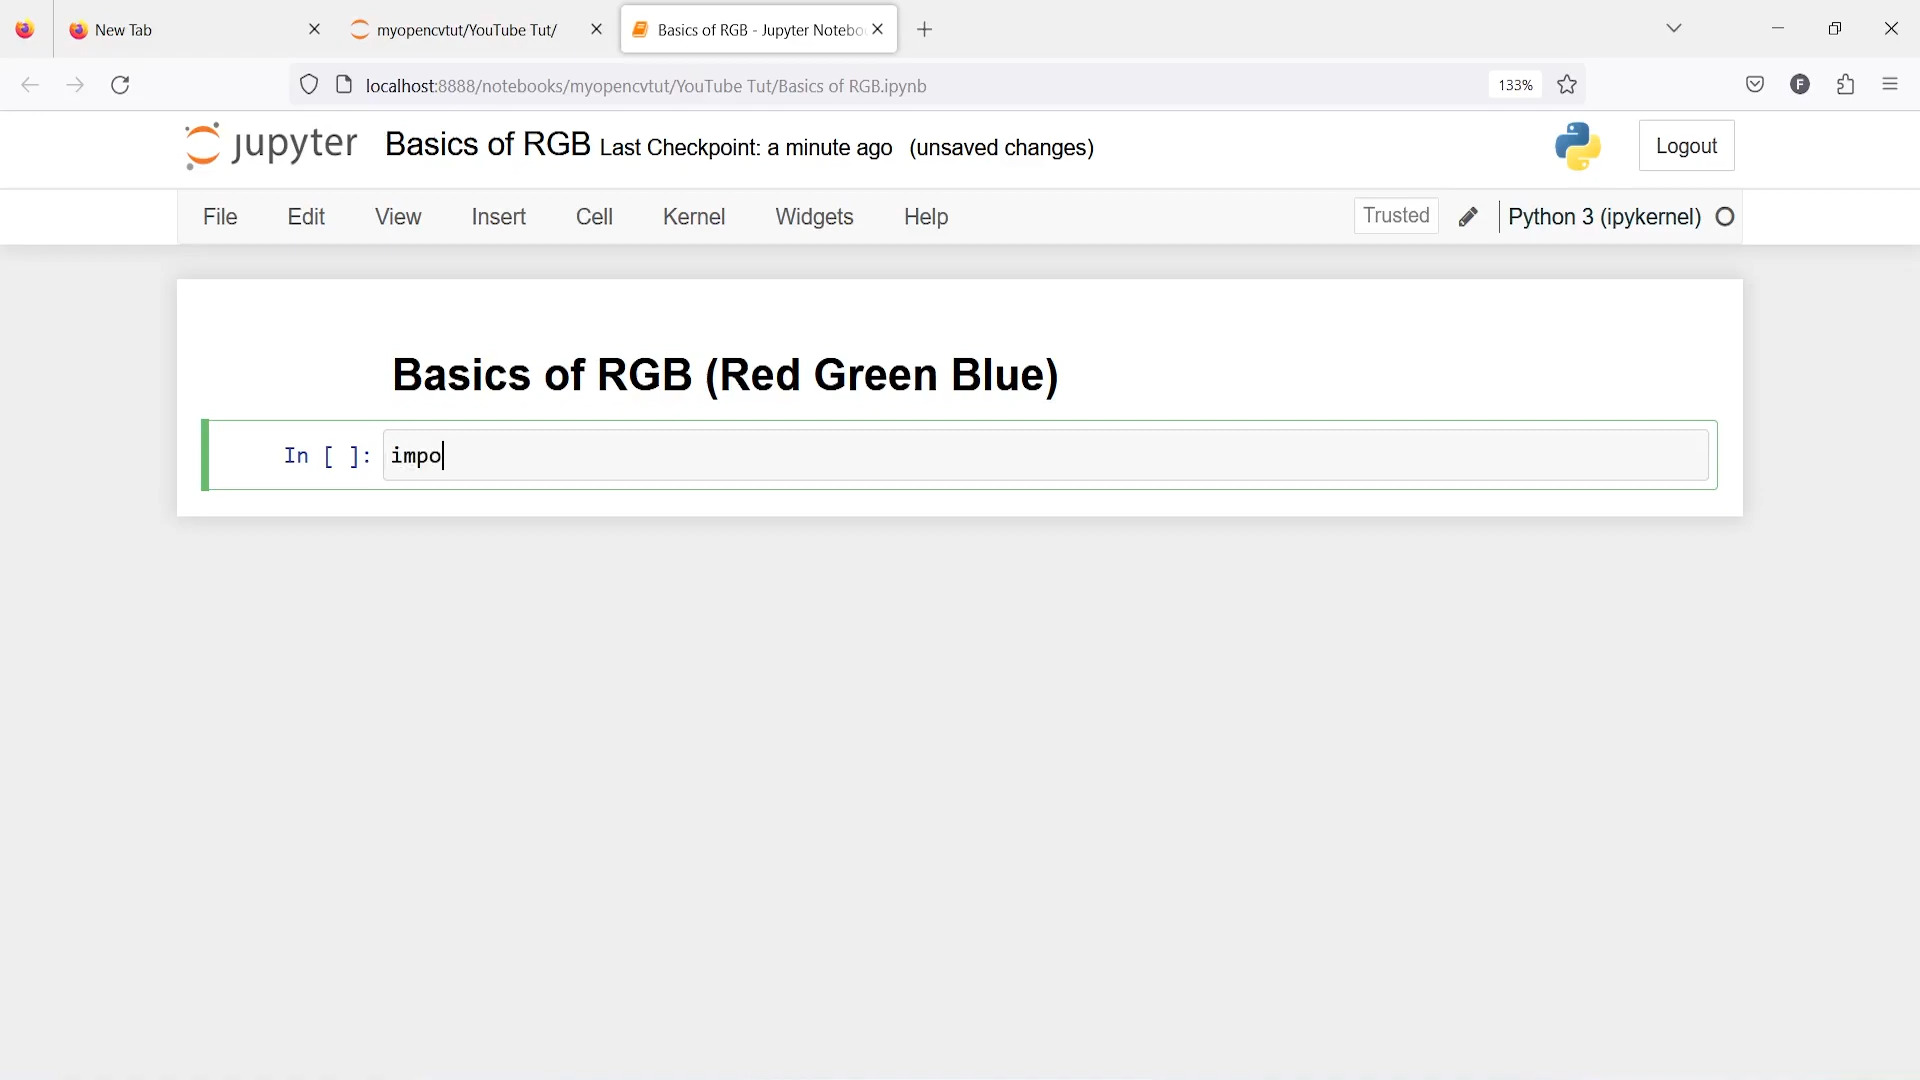 New Tab
myopencvtut/YouTube Tut/
Basics of RGB - Jupyter Notebo
localhost:8888/notebooks/myopencvtut/YouTube Tut/Basics of RGB.ipynb
133%
F
jupyter Basics of RGB Last Checkpoint: a minute ago (unsaved changes)
Logout
File Edit View Insert Cell Kernel Widgets Help
Trusted Python 3 (ipykernel)
Basics of RGB (Red Green Blue)
In [ ]: impo